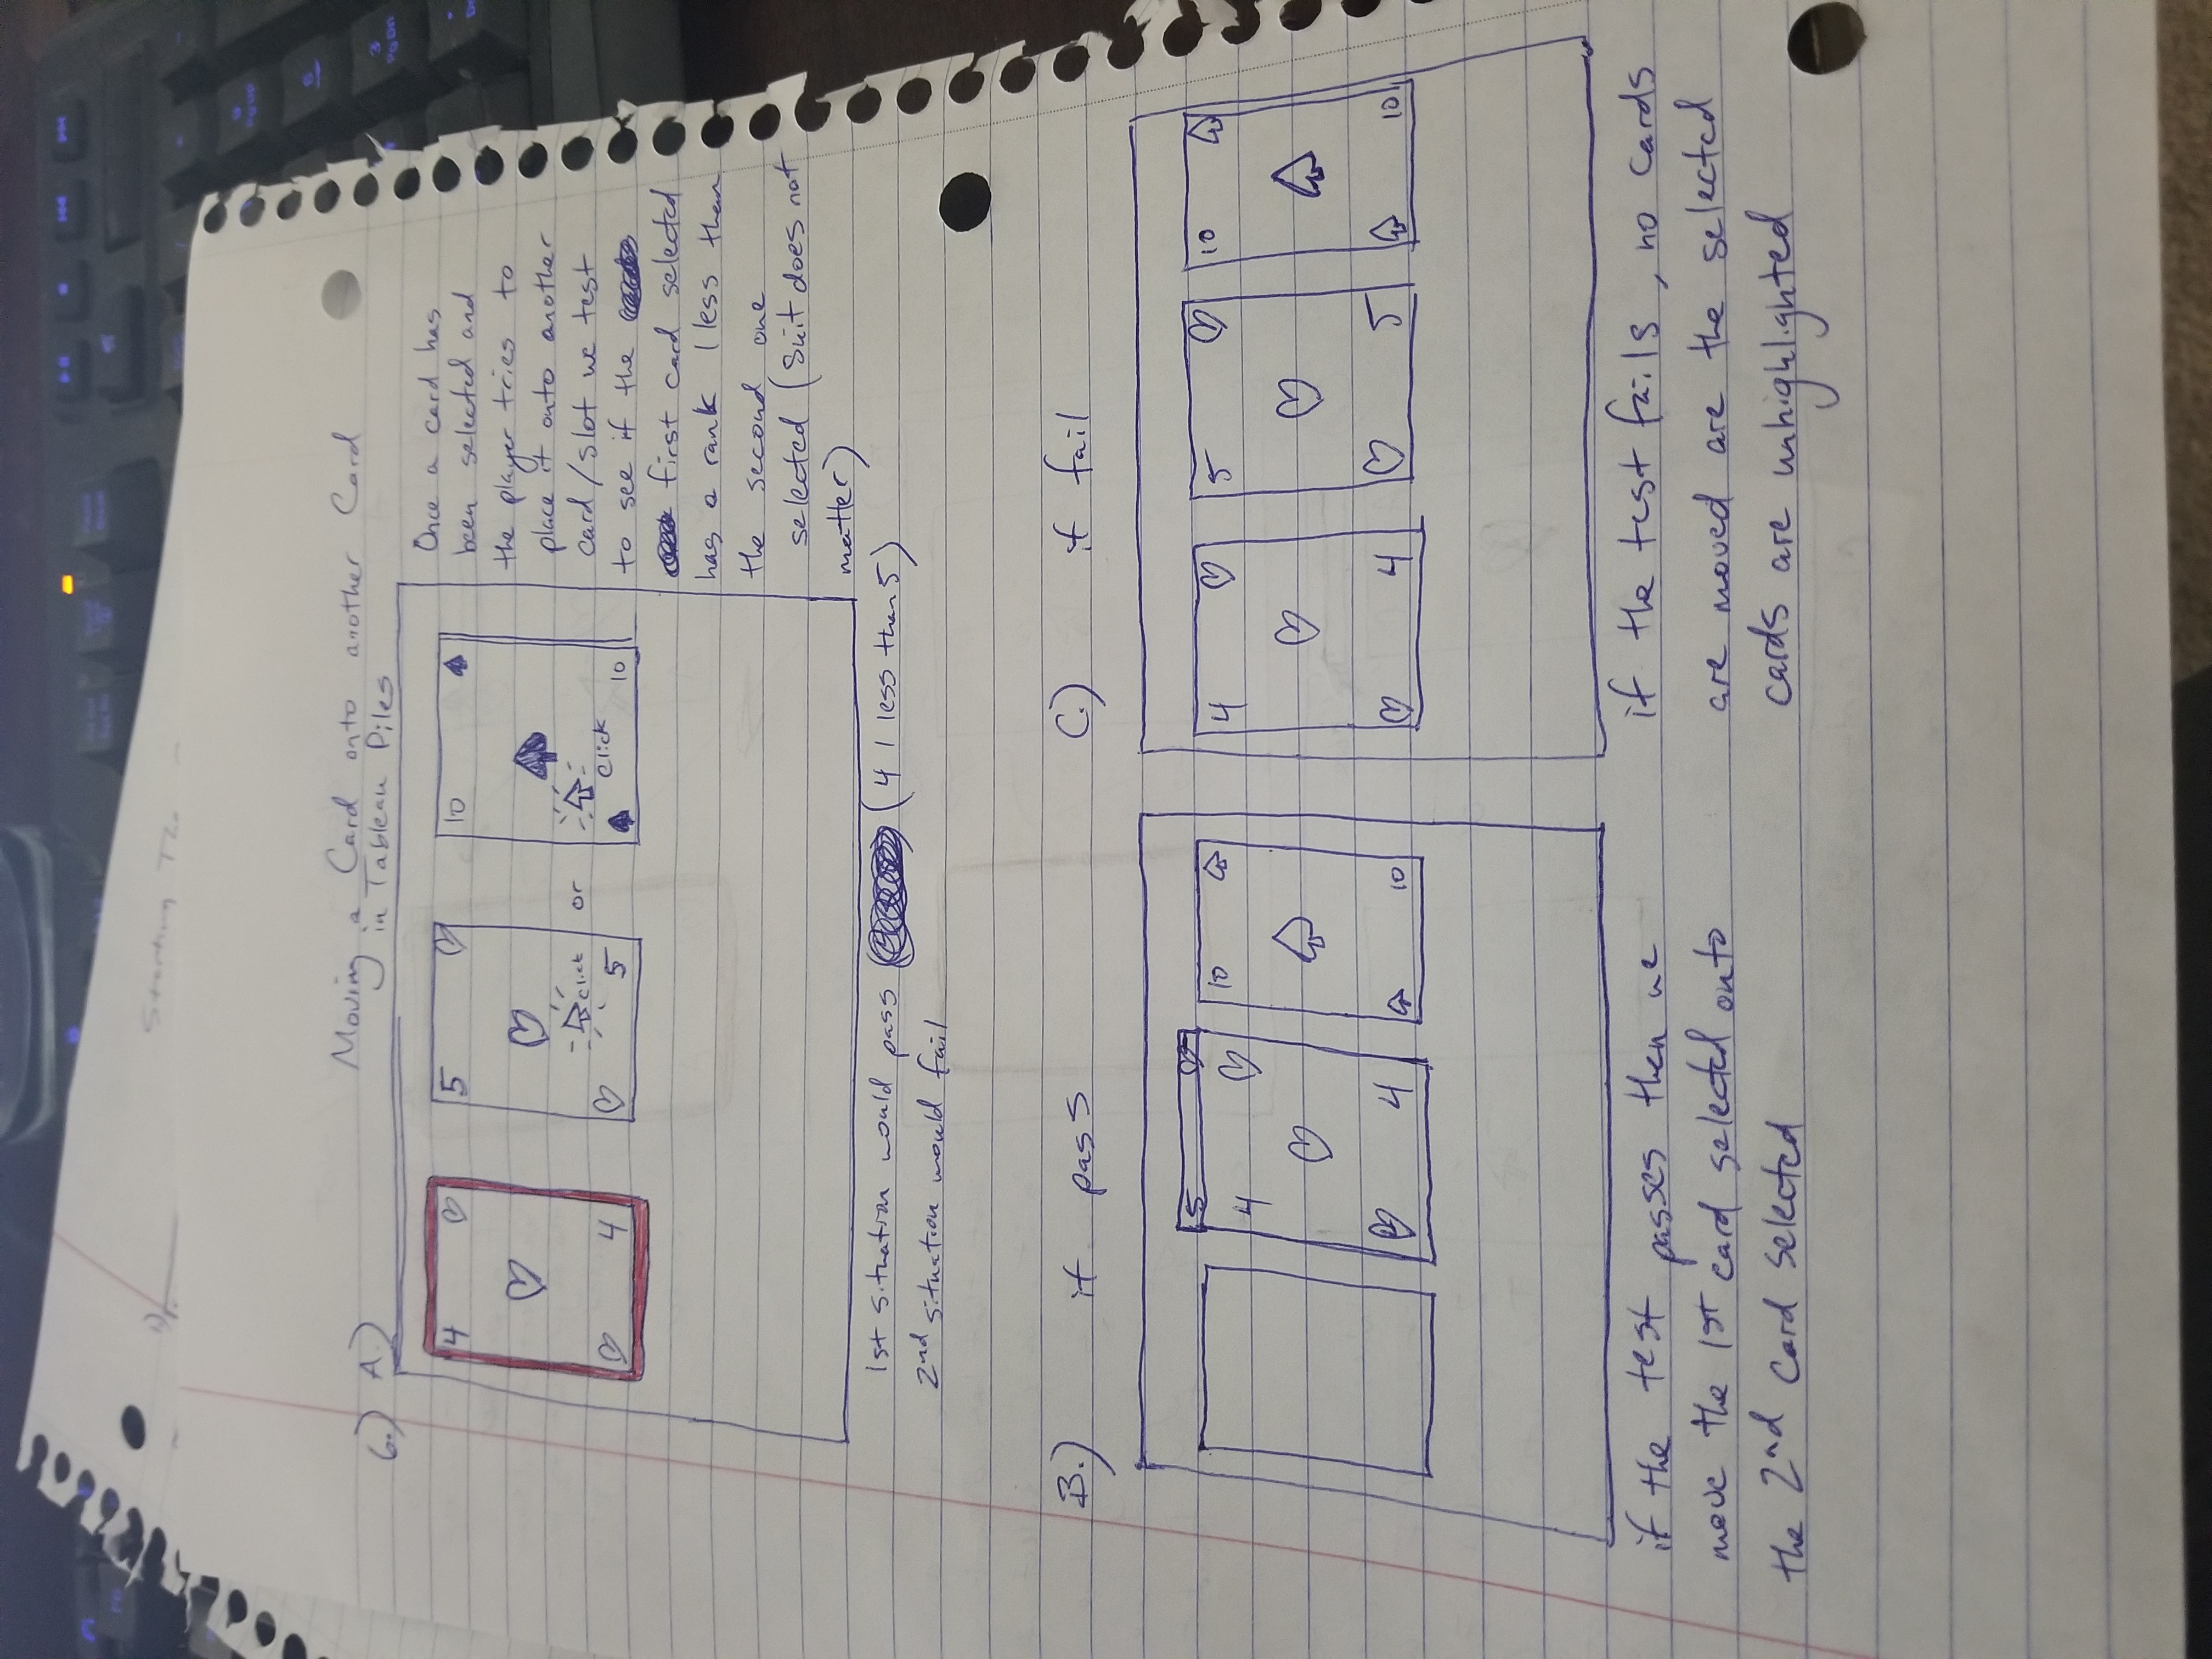 Starting
Moving a Card onto another Card
in Tableau Piles
6.) A.)
4
4
5
click
5
or
10
click
10
Once a card has
been selected and
the player tries to
place it onto another
card/slot we test
to see if the
first card selected
has a rank 1 less than
the second one
selected (Suit does not
matter)
1st situation would pass (4 1 less than 5)
2nd situation would fail
B.) if pass
5
4
4
10
10
C.) if fail
4
4
5
5
10
10
if the test passes then we
move the 1st card selected onto
the 2nd card selected
if the test fails, no cards
are moved are the selected
cards are unhighlighted